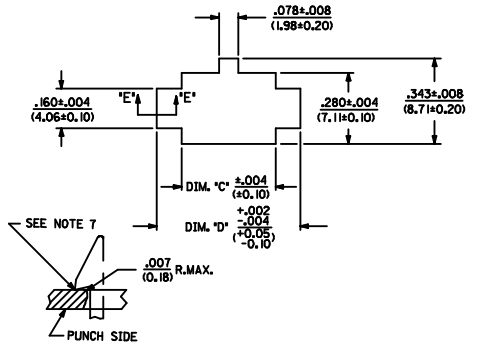 .078±.008
(1.98±0.20)
"E"
"E"
.160±.004
(4.06±0.10)
.280±.004
(7.11±0.10)
.343±.008
(8.71±0.20)
DIM. "C" ±.004
(±0.10)
+.002
DIM. "D" -.004
(+0.05
-0.10
SEE NOTE 7
.007
(0.18) R.MAX.
PUNCH SIDE